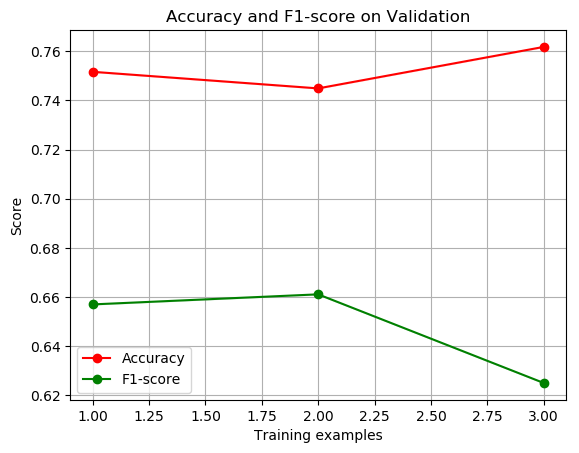 Accuracy and F1-score on Validation
0.76
0.74
0.72
0.70
0.68
0.66
0.64
0.62
Score
Accuracy
F1-score
1.00 1.25 1.50 1.75 2.00 2.25 2.50 2.75 3.00
Training examples